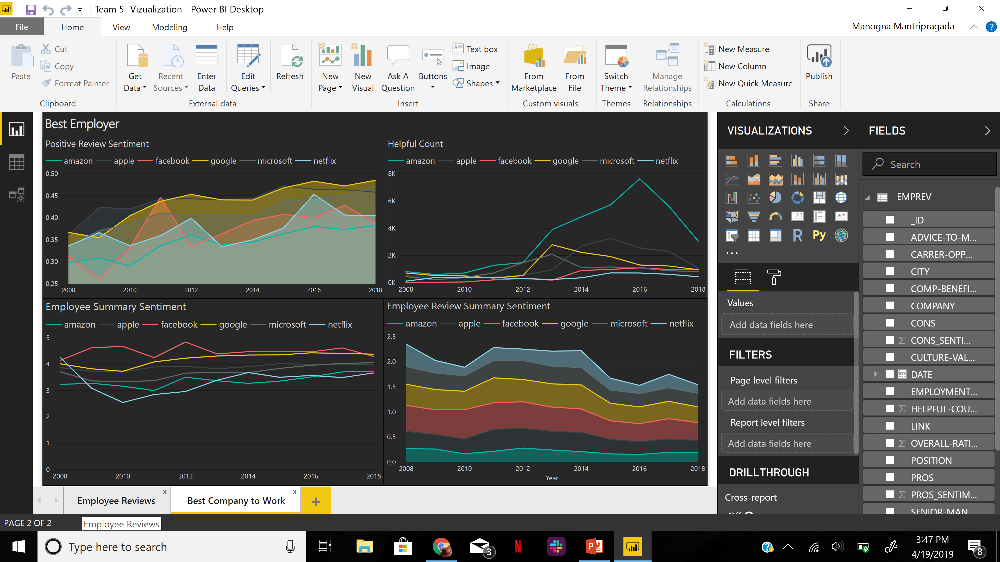 Team 5- Vizualization - Power BI Desktop
File Home View Modeling Help
Manogna Mantripragada ?
Paste
Cut
Copy
Format Painter
Clipboard
Get Data
Recent Sources
Enter Data
Edit Queries
Refresh
External data
New Page
New Visual
Ask A Question
Buttons
Text box
Image
Shapes
Insert
From Marketplace
From File
Custom visuals
Switch Theme
Themes
Manage Relationships
Relationships
New Measure
New Column
New Quick Measure
Calculations
Publish
Share
Best Employer
Positive Review Sentiment
amazon apple facebook google microsoft netflix
0.50
0.45
0.40
0.35
0.30
0.25
2008 2010 2012 2014 2016 2018
Helpful Count
amazon apple facebook google microsoft netflix
8K
6K
4K
2K
0K
2008 2010 2012 2014 2016 2018
Employee Summary Sentiment
amazon apple facebook google microsoft netflix
5
4
3
2
1
0
2008 2010 2012 2014 2016 2018
Employee Review Summary Sentiment
amazon apple facebook google microsoft netflix
2.5
2.0
1.5
1.0
0.5
0.0
2008 2010 2012 2014 2016 2018
Year
VISUALIZATIONS
123
R Py
...
Values
Add data fields here
FILTERS
Page level filters
Add data fields here
Report level filters
Add data fields here
DRILLTHROUGH
Cross-report
FIELDS
Search
EMPREV
_ID
ADVICE-TO-M...
CARRER-OPP...
CITY
COMP-BENEFI...
COMPANY
CONS
Σ CONS_SENTI...
CULTURE-VAL...
DATE
EMPLOYMENT...
Σ HELPFUL-COU...
LINK
Σ OVERALL-RATI...
POSITION
PROS
Σ PROS_SENTIM...
SENIOR-MAN
Employee Reviews x
Best Company to Work x
+
PAGE 2 OF 2
Employee Reviews
Type here to search
3
N
P
3:47 PM
4/19/2019
8